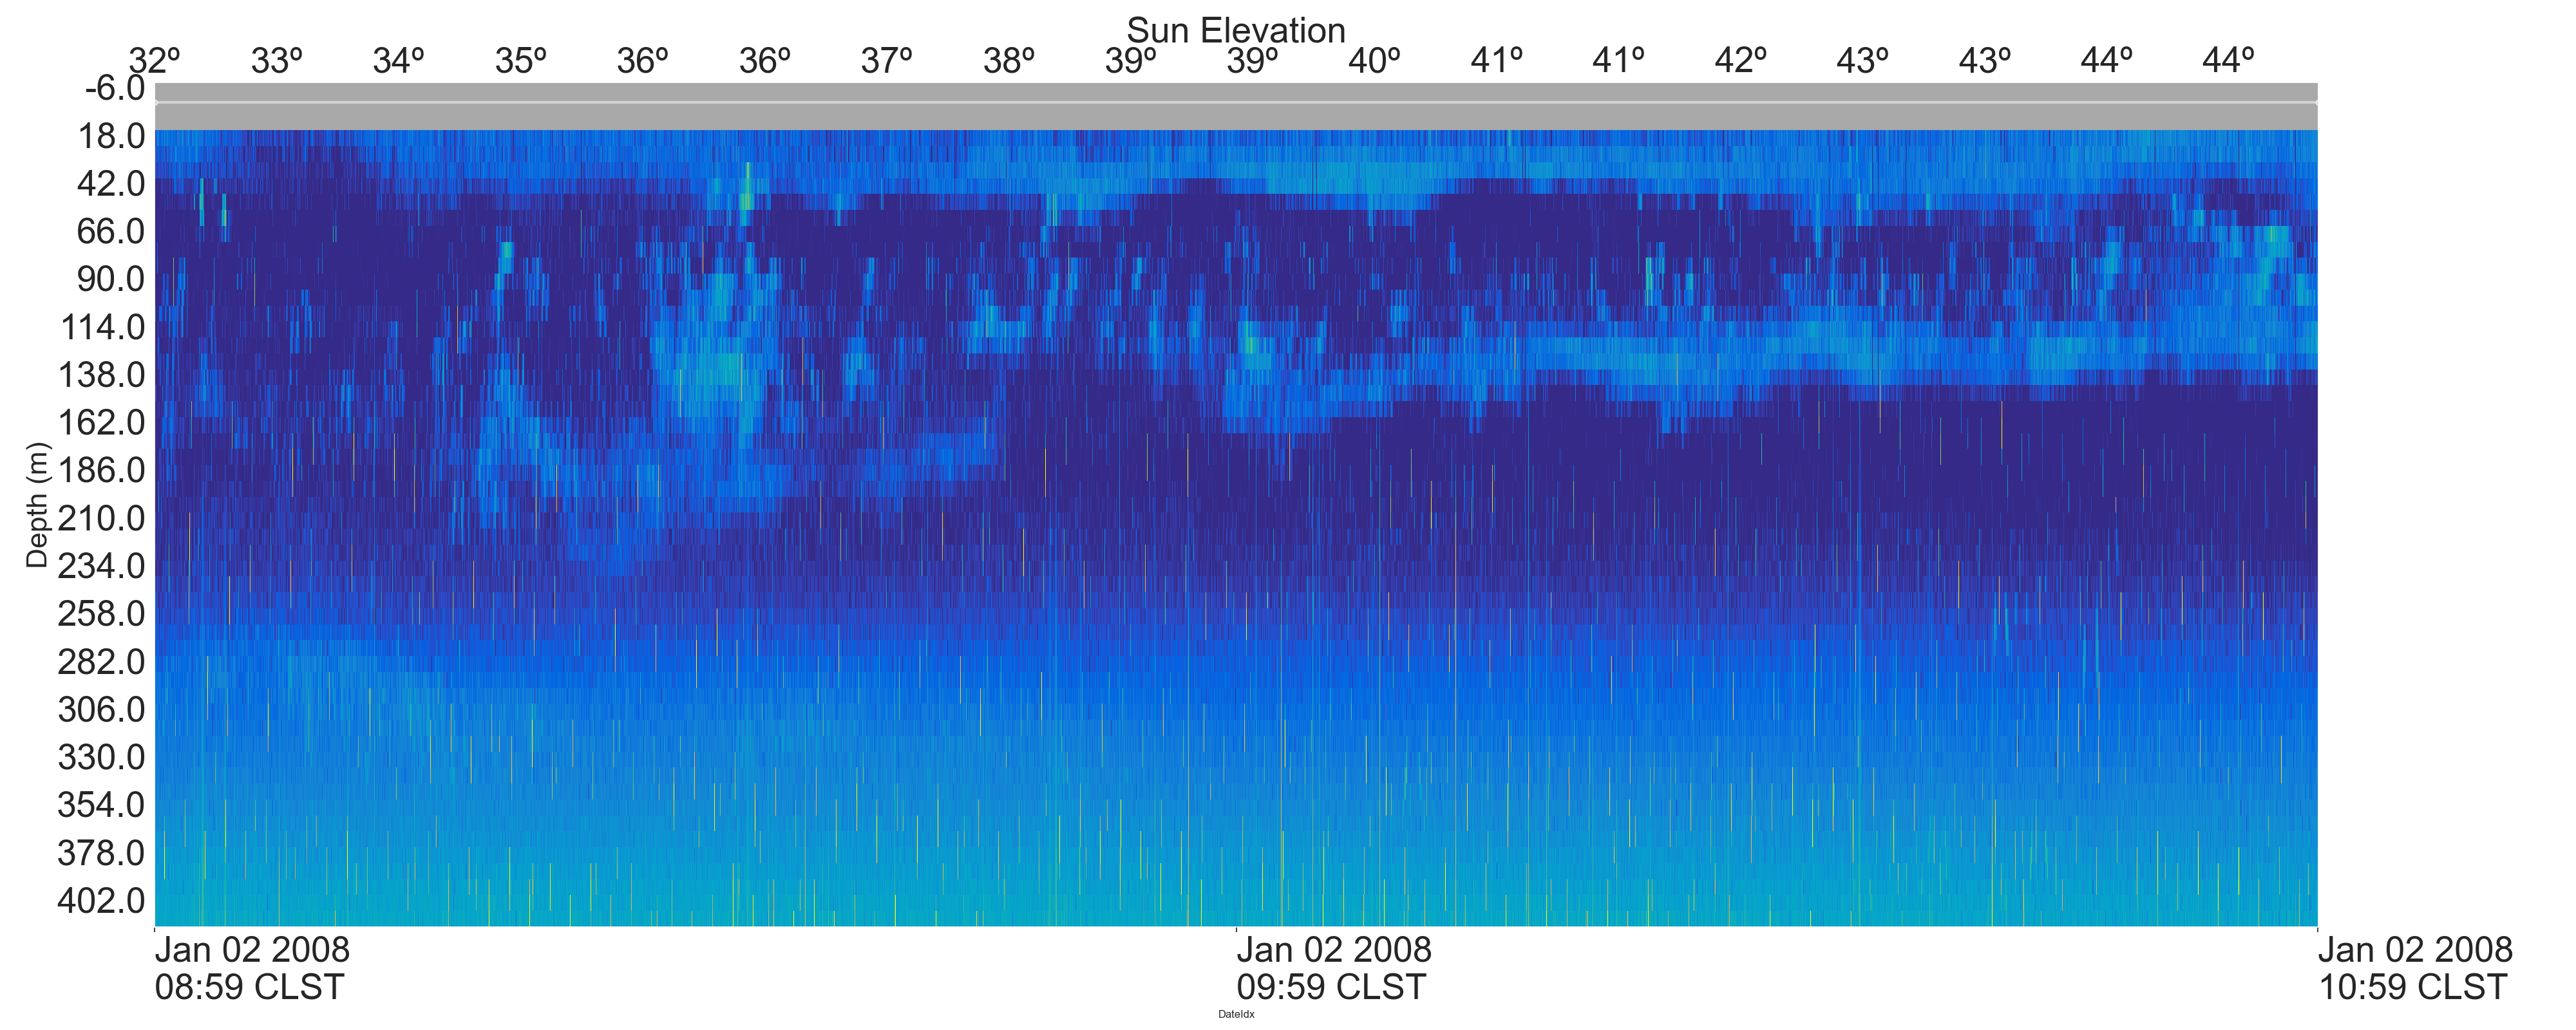 Sun Elevation
32º 33º 34º 35º 36º 36º 37º 38º 39º 39º 40º 41º 41º 42º 43º 43º 44º 44º
-6.0
18.0
42.0
66.0
90.0
114.0
138.0
162.0
186.0
210.0
234.0
258.0
282.0
306.0
330.0
354.0
378.0
402.0
Depth (m)
Jan 02 2008
08:59 CLST
Jan 02 2008
09:59 CLST
Jan 02 2008
10:59 CLST
DateIdx